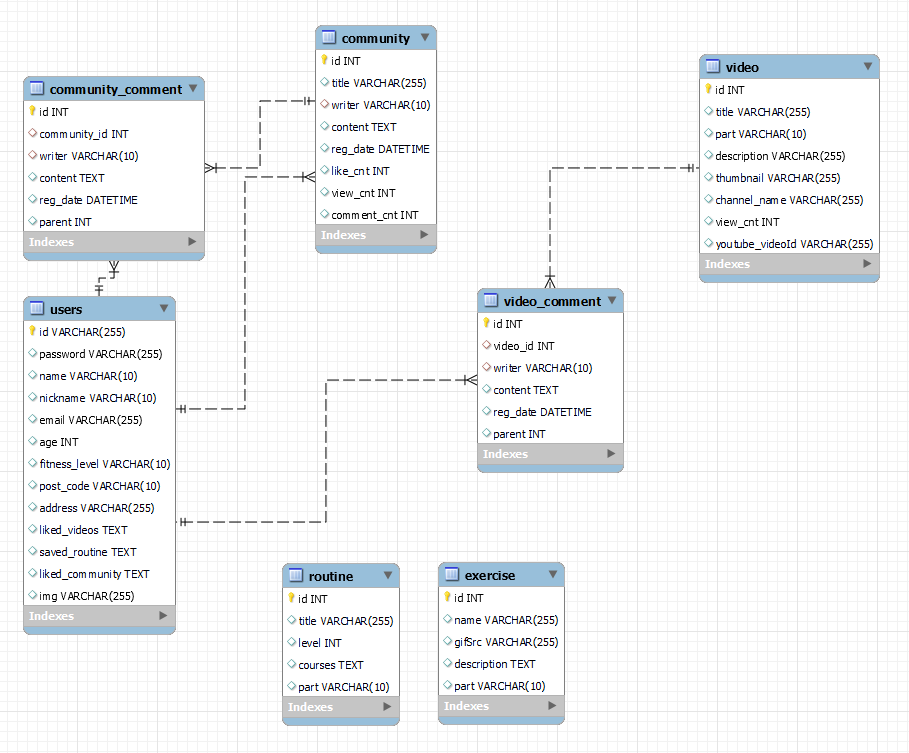 community
id INT
title VARCHAR(255)
writer VARCHAR(10)
content TEXT
reg_date DATETIME
like_cnt INT
view_cnt INT
comment_cnt INT
Indexes
video
id INT
title VARCHAR(255)
part VARCHAR(10)
description VARCHAR(255)
thumbnail VARCHAR(255)
channel_name VARCHAR(255)
view_cnt INT
youtube_videoId VARCHAR(255)
Indexes
community_comment
id INT
community_id INT
writer VARCHAR(10)
content TEXT
reg_date DATETIME
parent INT
Indexes
video_comment
id INT
video_id INT
writer VARCHAR(10)
content TEXT
reg_date DATETIME
parent INT
Indexes
users
id VARCHAR(255)
password VARCHAR(255)
name VARCHAR(10)
nickname VARCHAR(10)
email VARCHAR(255)
age INT
fitness_level VARCHAR(10)
post_code VARCHAR(10)
address VARCHAR(255)
liked_videos TEXT
saved_routine TEXT
liked_community TEXT
img VARCHAR(255)
Indexes
routine
id INT
title VARCHAR(255)
level INT
courses TEXT
part VARCHAR(10)
Indexes
exercise
id INT
name VARCHAR(255)
gifSrc VARCHAR(255)
description TEXT
part VARCHAR(10)
Indexes